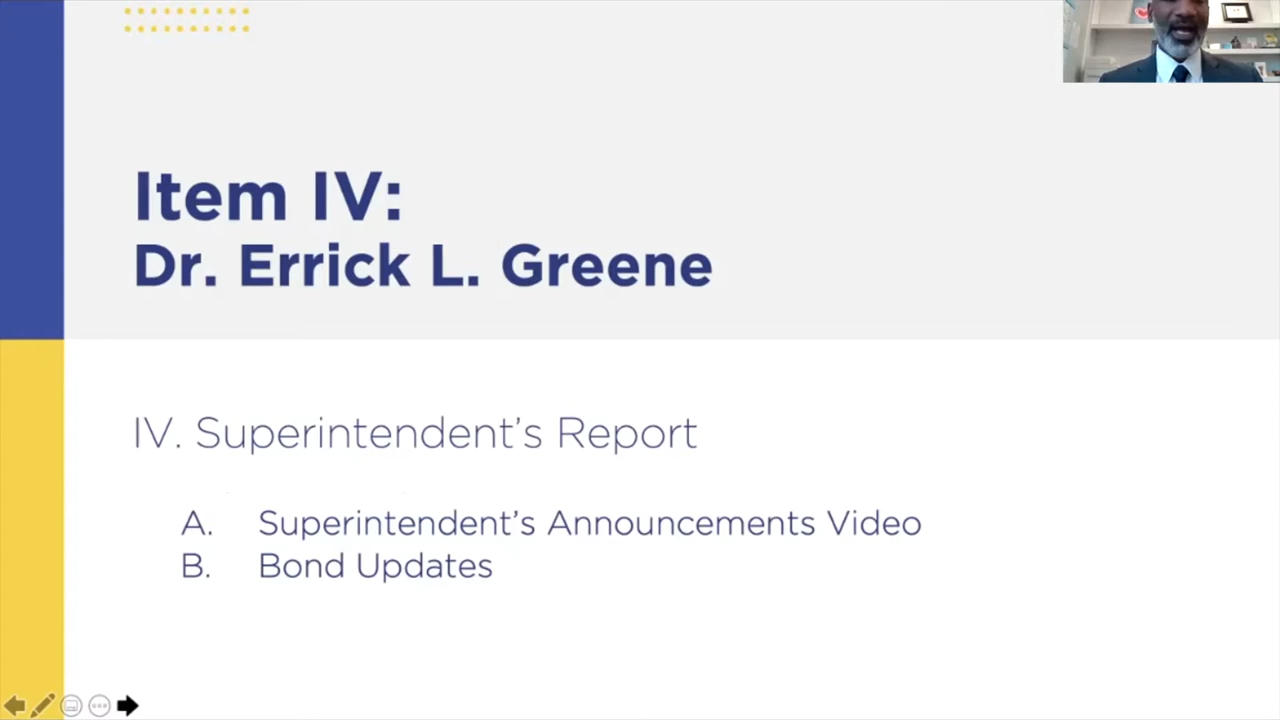 Item IV:
Dr. Errick L. Greene
IV. Superintendent’s Report
A. Superintendent’s Announcements Video
B. Bond Updates